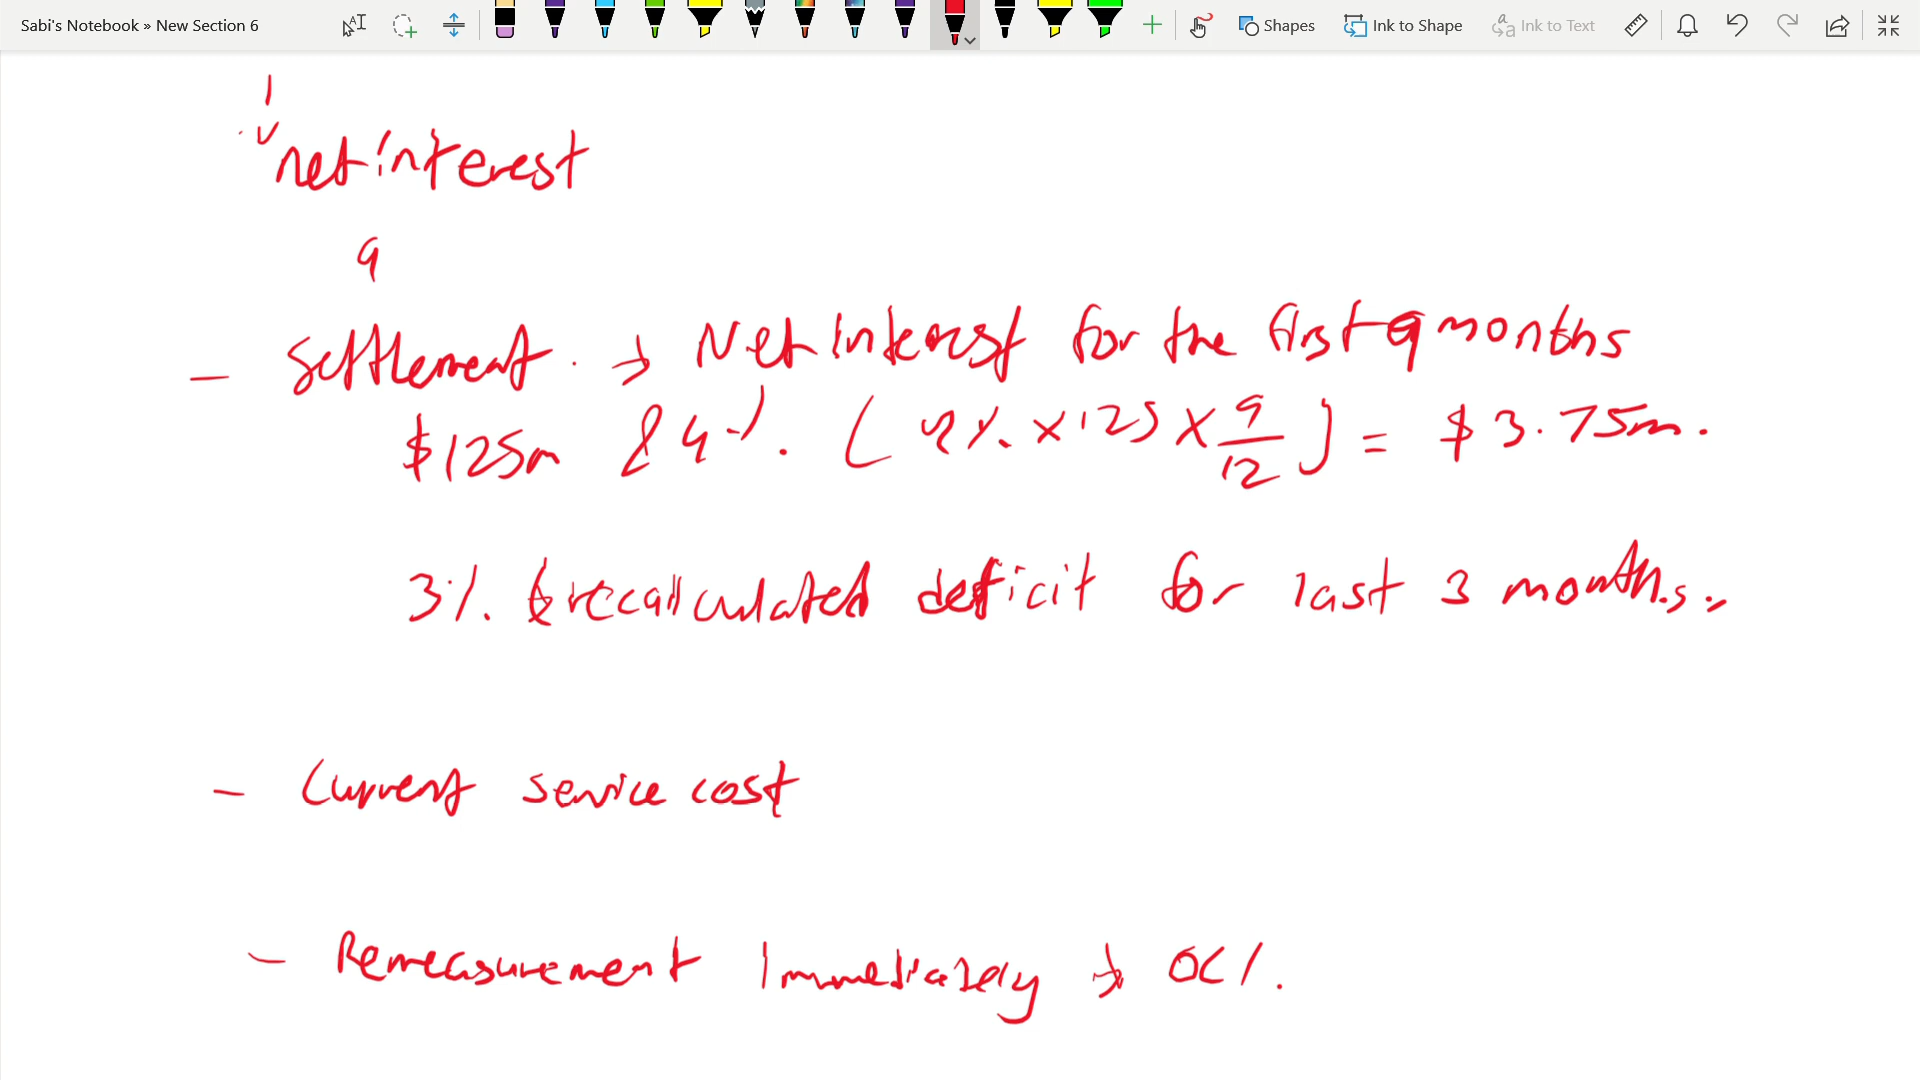 Sabi's Notebook » New Section 6
Shapes
Ink to Shape
Ink to Text
net interest
9
- Settlement. → Net interest for the first 9 months
$125m & 4%. (4% × 125 × 9/12) = $3.75m.
3% & recalculated deficit for last 3 months.
- Current service cost
- Remeasurement Immediately → OCI.